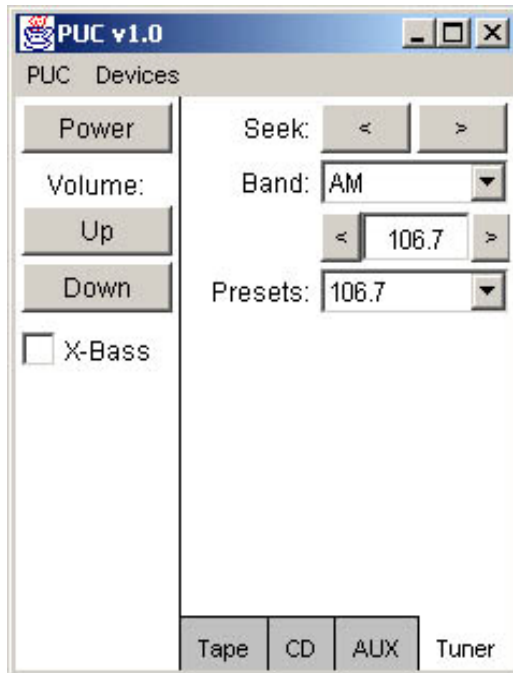 PUC v1.0
PUC Devices
Power
Volume:
Up
Down
X-Bass
Seek: < >
Band: AM
< 106.7 >
Presets: 106.7
Tape CD AUX Tuner